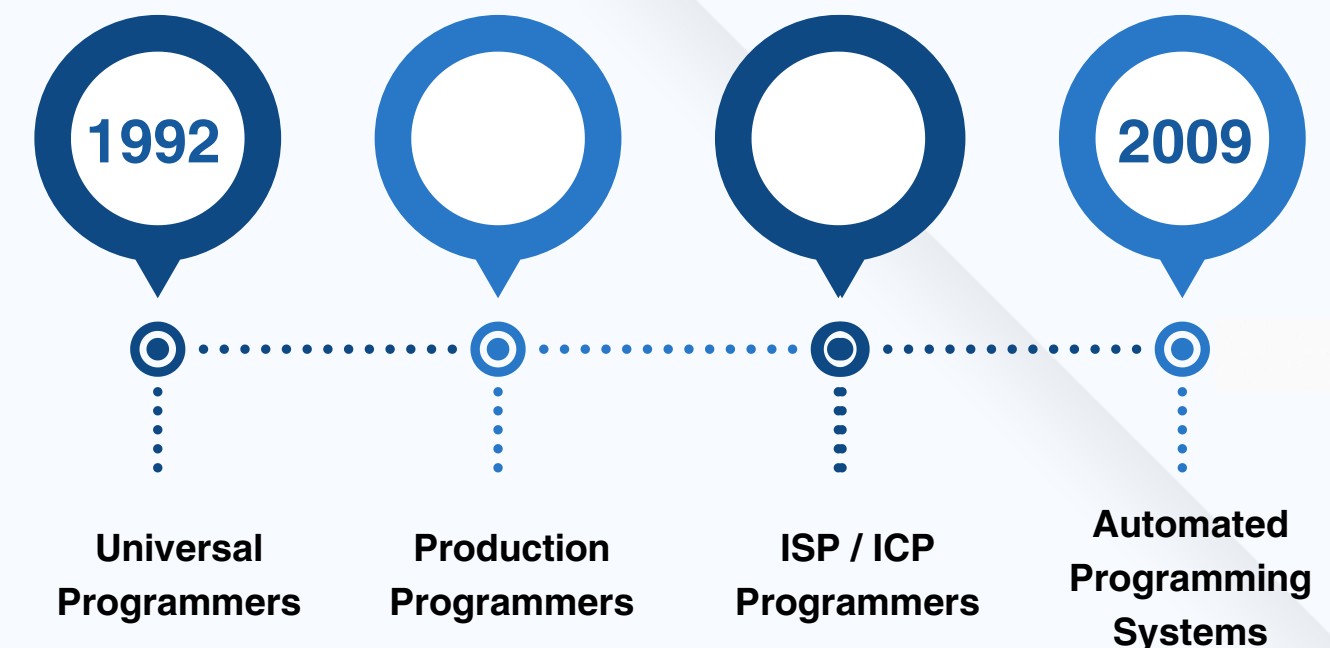 1992
2009
Universal
Programmers
Production
Programmers
ISP / ICP
Programmers
Automated
Programming
Systems